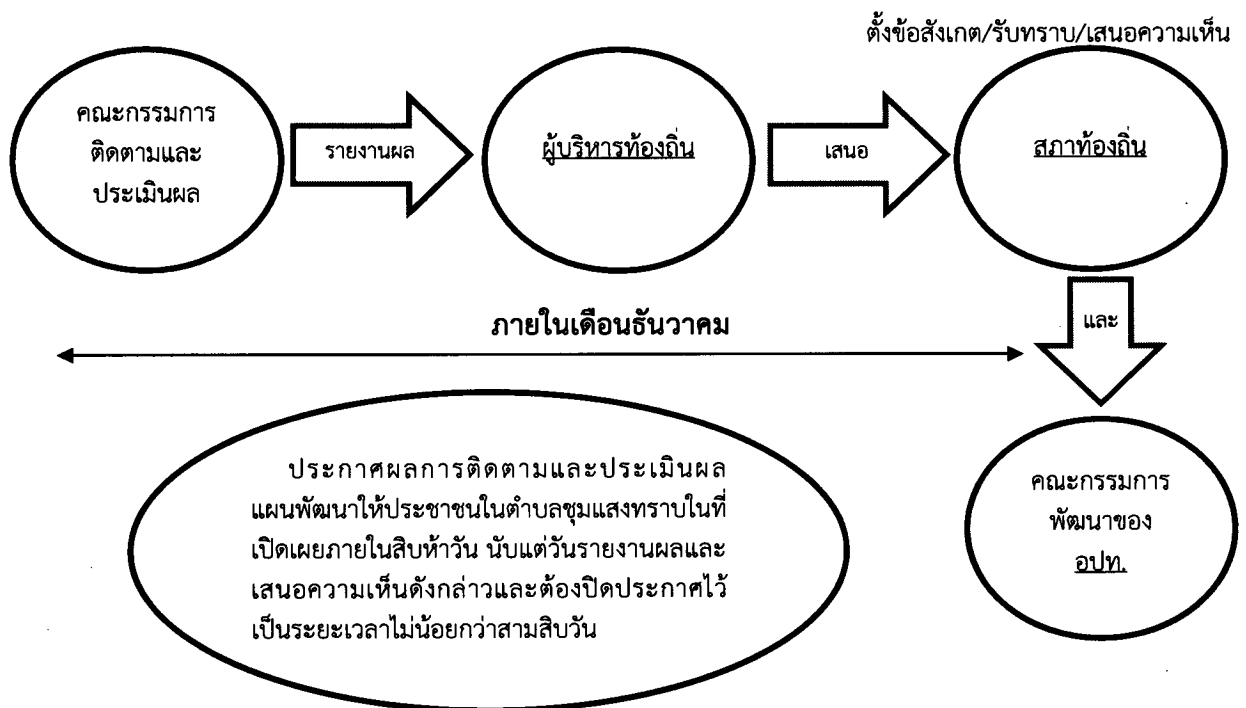 ตั้งข้อสังเกต/รับทราบ/เสนอความเห็น
คณะกรรมการ
ติดตามและ
ประเมินผล
รายงานผล
ผู้บริหารท้องถิ่น
เสนอ
สภาท้องถิ่น
และ
ภายในเดือนธันวาคม
ประกาศผลการติดตามและประเมินผล
แผนพัฒนาให้ประชาชนในตำบลชุมแสงทราบในที่
เปิดเผยภายในสิบห้าวัน นับแต่วันรายงานผลและ
เสนอความเห็นดังกล่าวและต้องปิดประกาศไว้
เป็นระยะเวลาไม่น้อยกว่าสามสิบวัน
คณะกรรมการ
พัฒนาของ
อปท.